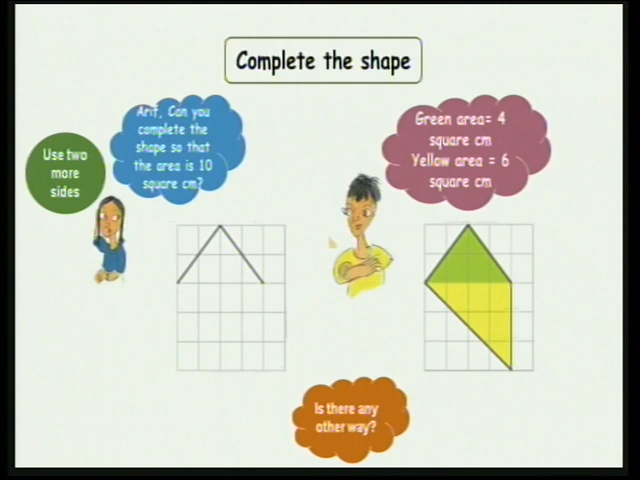 Complete the shape
Use two
more
sides
Arif, Can you
complete the
shape so that
the area is 10
square cm?
Green area= 4
square cm
Yellow area = 6
square cm
Is there any
other way?